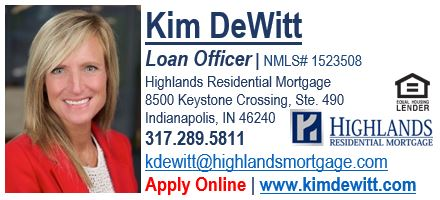 Kim DeWitt
Loan Officer | NMLS# 1523508
Highlands Residential Mortgage
8500 Keystone Crossing, Ste. 490
Indianapolis, IN 46240
317.289.5811
kdewitt@highlandsmortgage.com
Apply Online | www.kimdewitt.com
EQUAL HOUSING
LENDER
HIGHLANDS
RESIDENTIAL MORTGAGE